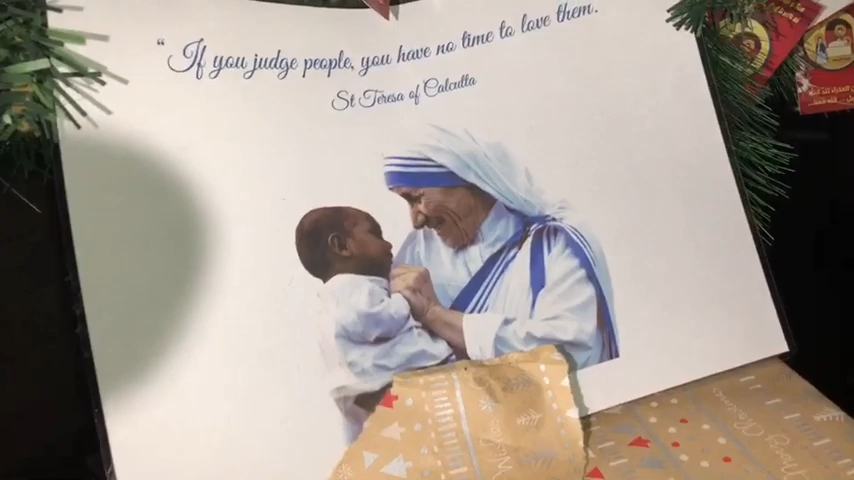 "If you judge people, you have no time to love them.
St Teresa of Calcutta
Merry Christmas